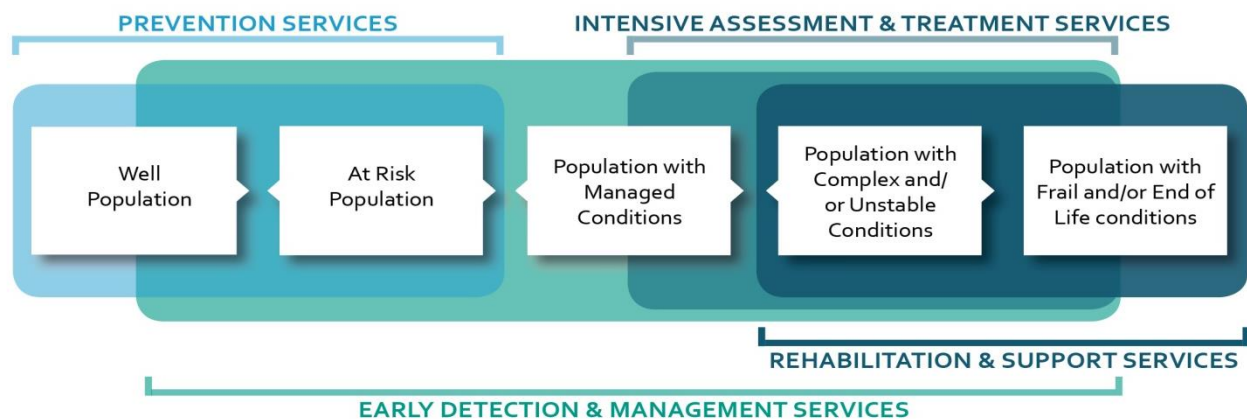 PREVENTION SERVICES
INTENSIVE ASSESSMENT & TREATMENT SERVICES
Well
Population
At Risk
Population
Population with
Managed
Conditions
Population with
Complex and/
or Unstable
Conditions
Population with
Frail and/or End of
Life conditions
REHABILITATION & SUPPORT SERVICES
EARLY DETECTION & MANAGEMENT SERVICES